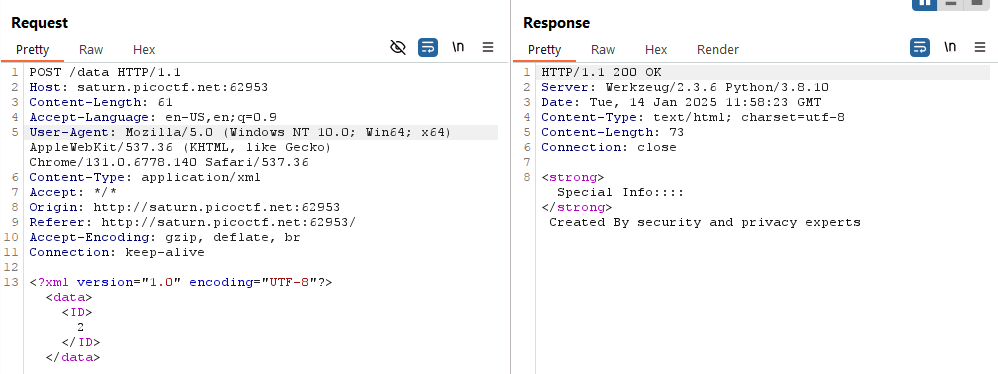 Request
Pretty Raw Hex
\n
1 POST /data HTTP/1.1
2 Host: saturn.picoctf.net:62953
3 Content-Length: 61
4 Accept-Language: en-US,en;q=0.9
5 User-Agent: Mozilla/5.0 (Windows NT 10.0; Win64; x64)
AppleWebKit/537.36 (KHTML, like Gecko)
Chrome/131.0.6778.140 Safari/537.36
6 Content-Type: application/xml
7 Accept: */*
8 Origin: http://saturn.picoctf.net:62953
9 Referer: http://saturn.picoctf.net:62953/
10 Accept-Encoding: gzip, deflate, br
11 Connection: keep-alive
12
13 <?xml version="1.0" encoding="UTF-8"?>
<data>
<ID>
2
</ID>
</data>
Response
Pretty Raw Hex Render
\n
1 HTTP/1.1 200 OK
2 Server: Werkzeug/2.3.6 Python/3.8.10
3 Date: Tue, 14 Jan 2025 11:58:23 GMT
4 Content-Type: text/html; charset=utf-8
5 Content-Length: 73
6 Connection: close
7
8 <strong>
Special Info::::
</strong>
Created By security and privacy experts